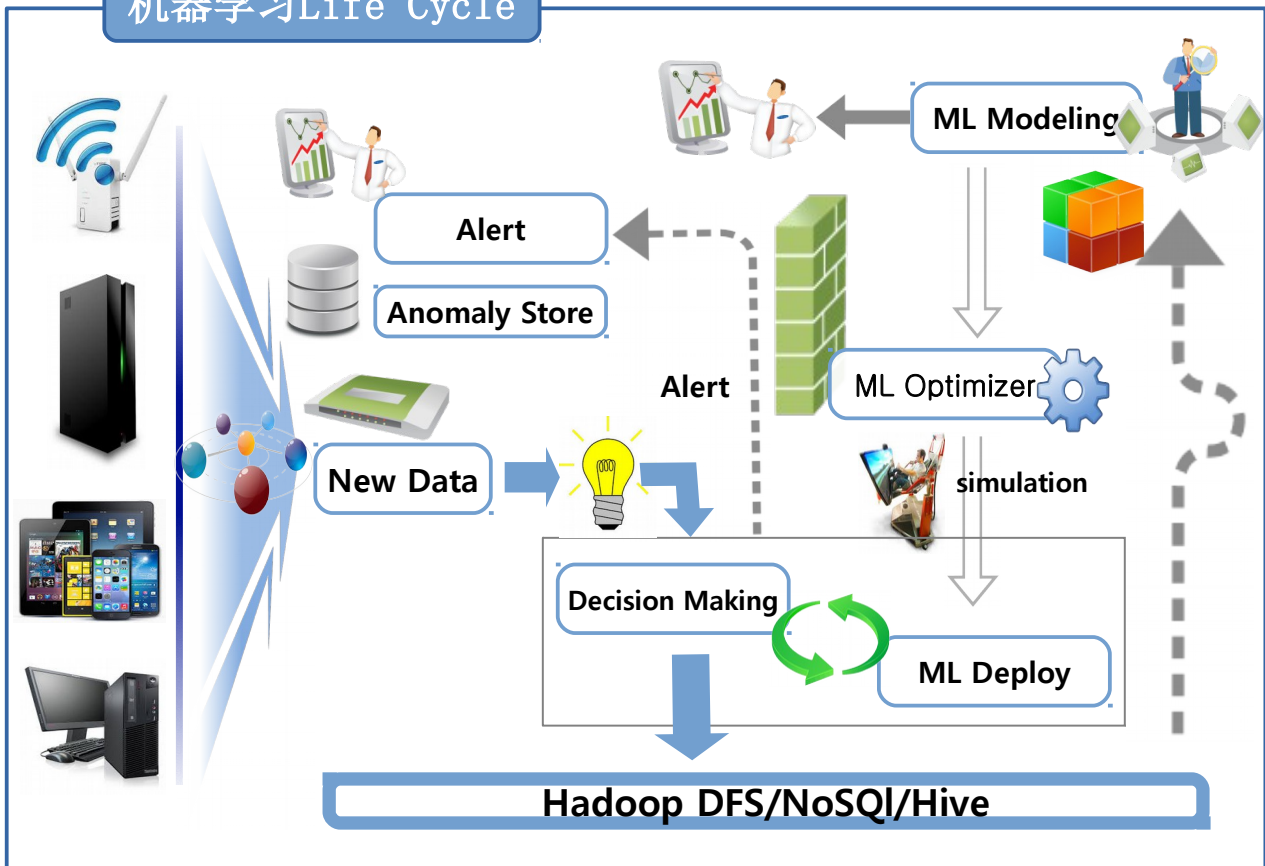 机器学习Life Cycle
ML Modeling
Alert
Anomaly Store
Alert
ML Optimizer
New Data
simulation
Decision Making
ML Deploy
Hadoop DFS/NoSQl/Hive